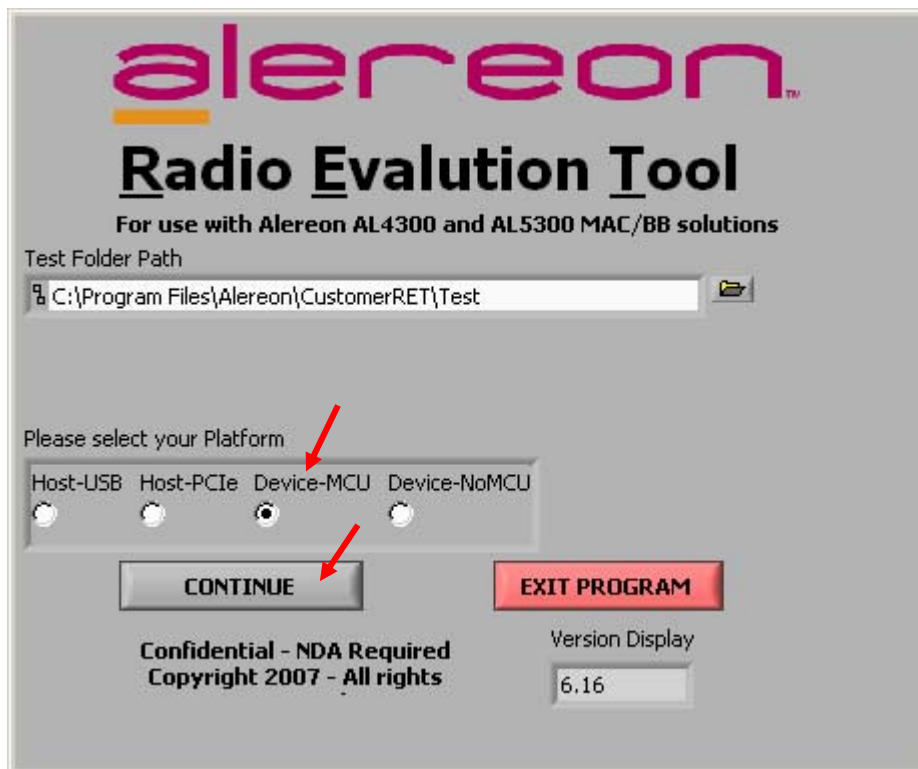 alereon™
Radio Evalution Tool
For use with Alereon AL4300 and AL5300 MAC/BB solutions
Test Folder Path
C:\Program Files\Alereon\CustomerRET\Test
Please select your Platform
Host-USB Host-PCIe Device-MCU Device-NoMCU
CONTINUE EXIT PROGRAM
Confidential - NDA Required
Copyright 2007 - All rights
Version Display
6.16